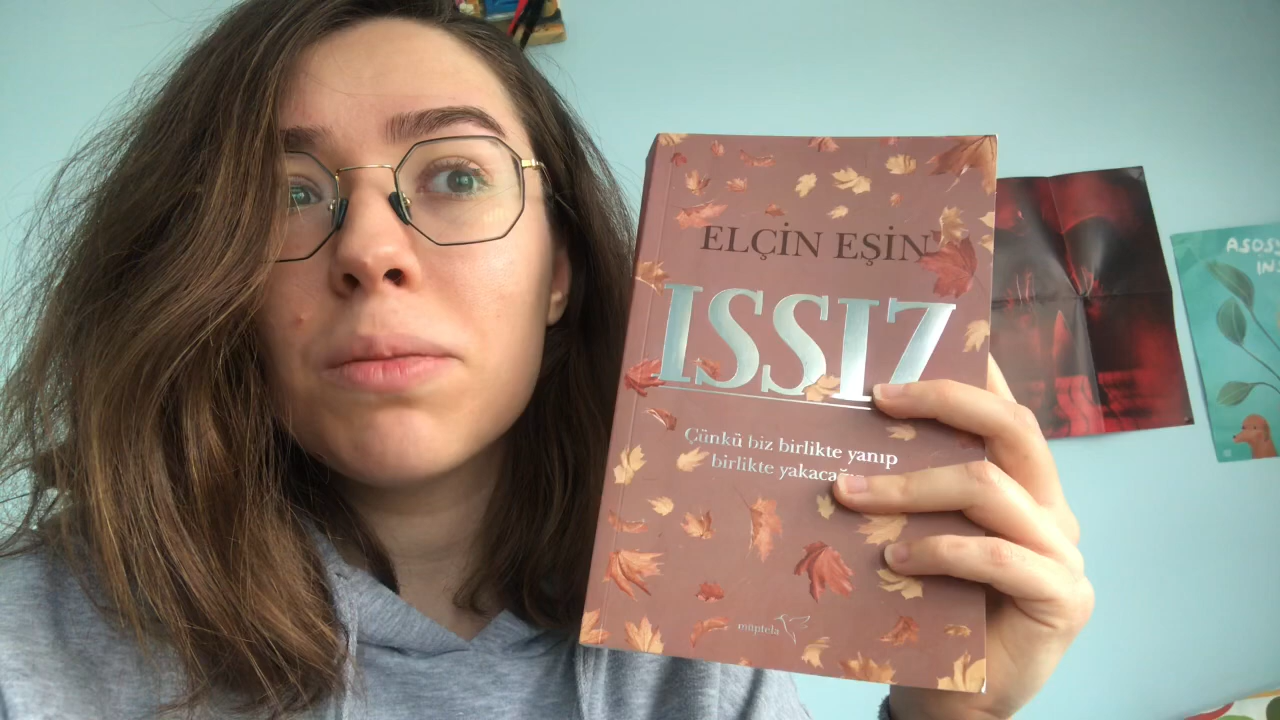 ELÇİN EŞİN
ISSIZ
Çünkü biz birlikte yanıp
birlikte
müptela